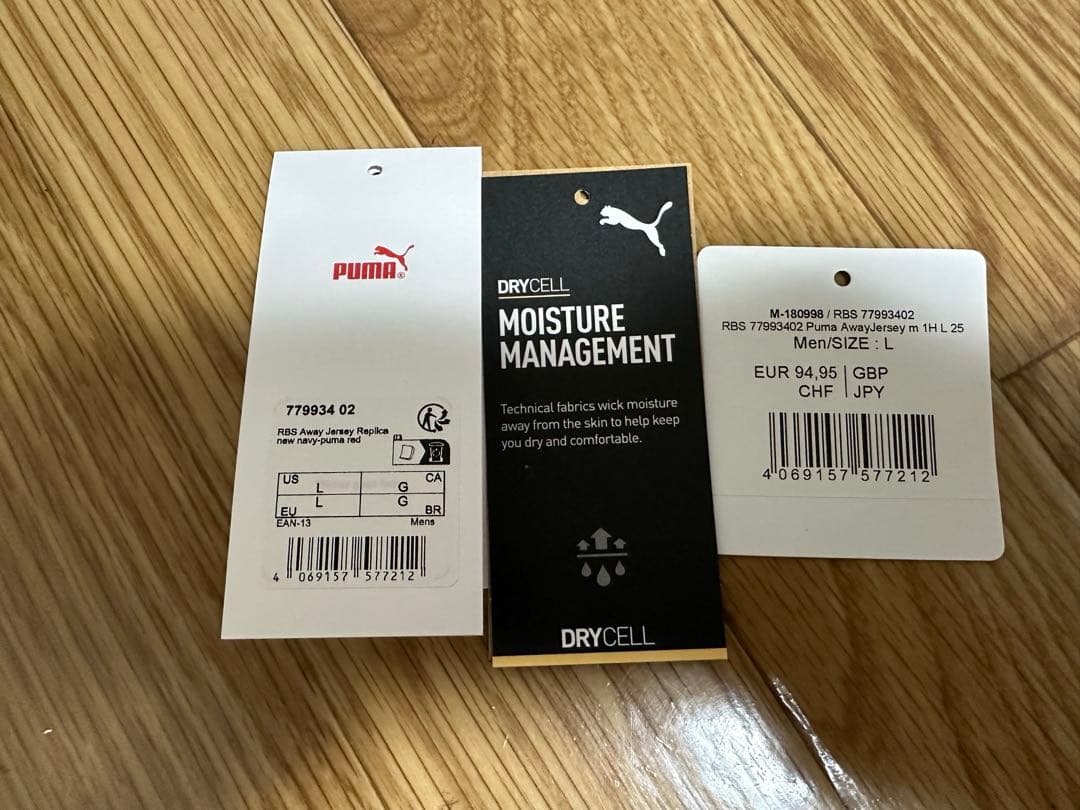 PUMA®
779934 02
RBS Away Jersey Replica
new navy-puma red
US L G CA
EU L G BR
EAN-13 Mens
4 069157 577212
DRYCELL
MOISTURE
MANAGEMENT
Technical fabrics wick moisture
away from the skin to help keep
you dry and comfortable.
DRYCELL
M-180998 / RBS 77993402
RBS 77993402 Puma AwayJersey m 1H L 25
Men/SIZE : L
EUR 94,95 | GBP
CHF | JPY
4 069157 577212